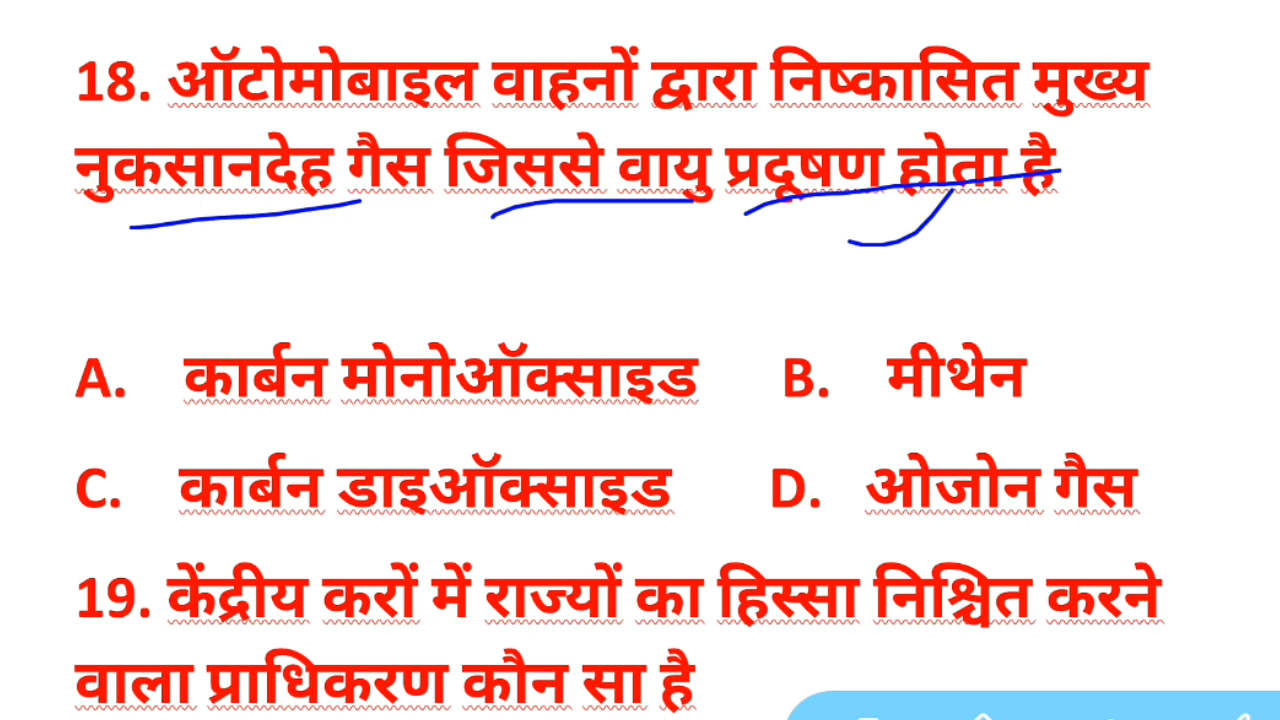 18. ऑटोमोबाइल वाहनों द्वारा निष्कासित मुख्य
नुकसानदेह गैस जिससे वायु प्रदूषण होता है
A. कार्बन मोनोऑक्साइड B. मीथेन
C. कार्बन डाइऑक्साइड D. ओजोन गैस
19. केंद्रीय करों में राज्यों का हिस्सा निश्चित करने
वाला प्राधिकरण कौन सा है